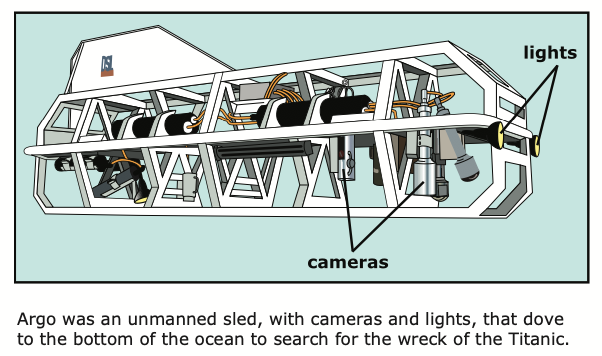 DSL
lights
cameras
Argo was an unmanned sled, with cameras and lights, that dove
to the bottom of the ocean to search for the wreck of the Titanic.